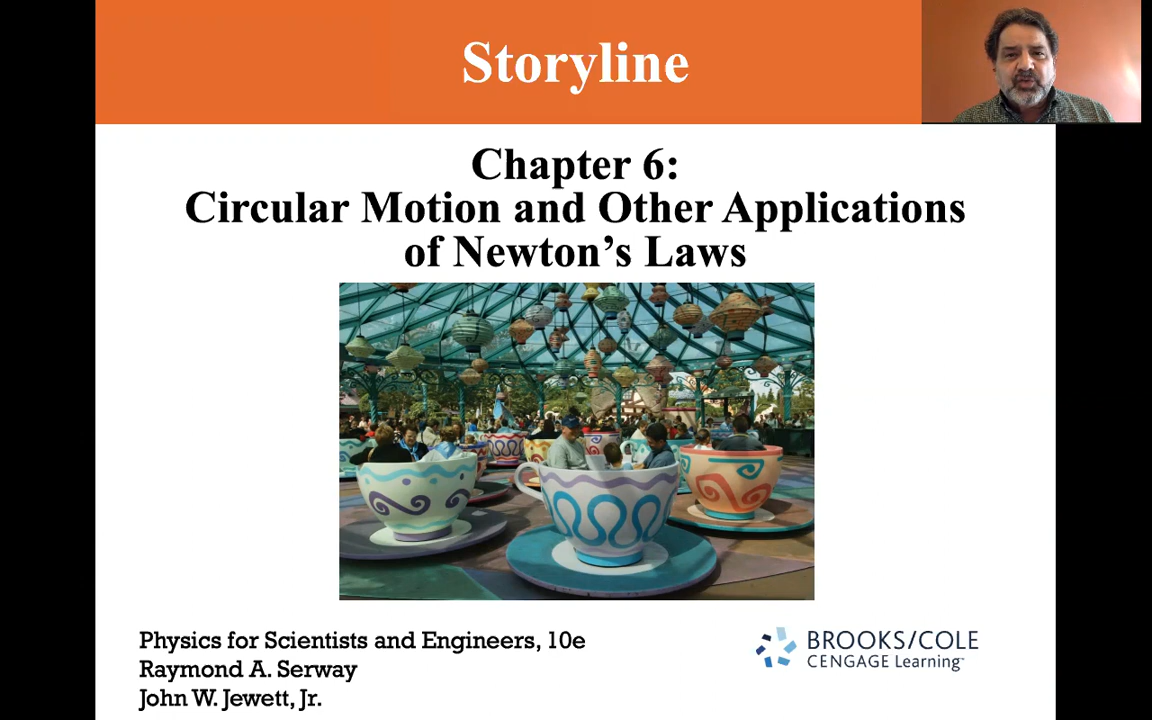 Storyline
Chapter 6:
Circular Motion and Other Applications
of Newton’s Laws
Physics for Scientists and Engineers, 10e
Raymond A. Serway
John W. Jewett, Jr.
BROOKS/COLE
CENGAGE Learning™